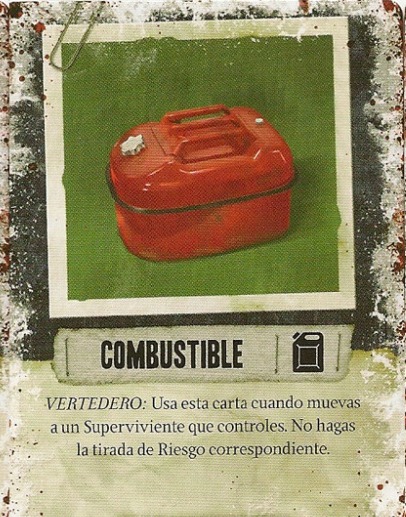 COMBUSTIBLE
VERTEDERO: Usa esta carta cuando muevas
a un Superviviente que controles. No hagas
la tirada de Riesgo correspondiente.